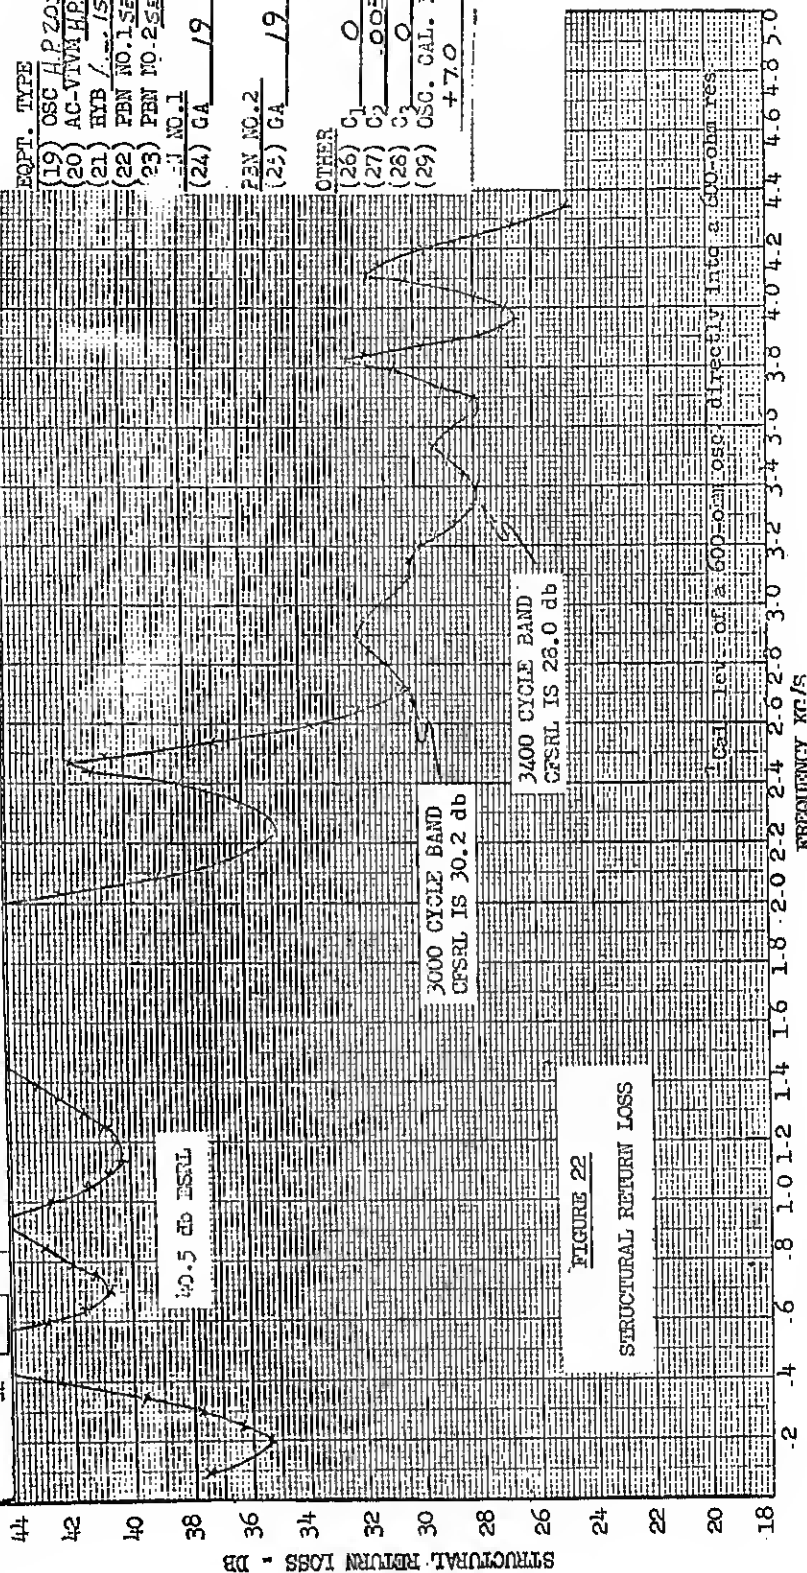 EQPT. TYPE
(19) OSC H.P.
(20) AC-VTVM H.P.
(21) HYB
(22) PBN NO.1
(23) PBN NO.2
NO.1
(24) GA 19
PBN NO.2
(25) GA 19
OTHER
(26) C1 0
(27) C2
(28) C3 0
(29) OSC. CAL.
+7.0
40.5 db ESRL
3000 CYCLE BAND
CFSRL IS 30.2 db
3400 CYCLE BAND
CFSRL IS 28.0 db
FIGURE 22
STRUCTURAL RETURN LOSS
1 Cal. lev. of a 600-ohm osc. directly into a 600-ohm res.
STRUCTURAL RETURN LOSS - DB
44
42
40
38
36
34
32
30
28
26
24
22
20
18
.2 .4 .6 .8 1.0 1.2 1.4 1.6 1.8 2.0 2.2 2.4 2.6 2.8 3.0 3.2 3.4 3.6 3.8 4.0 4.2 4.4 4.6 4.8 5.0
FREQUENCY KC/S